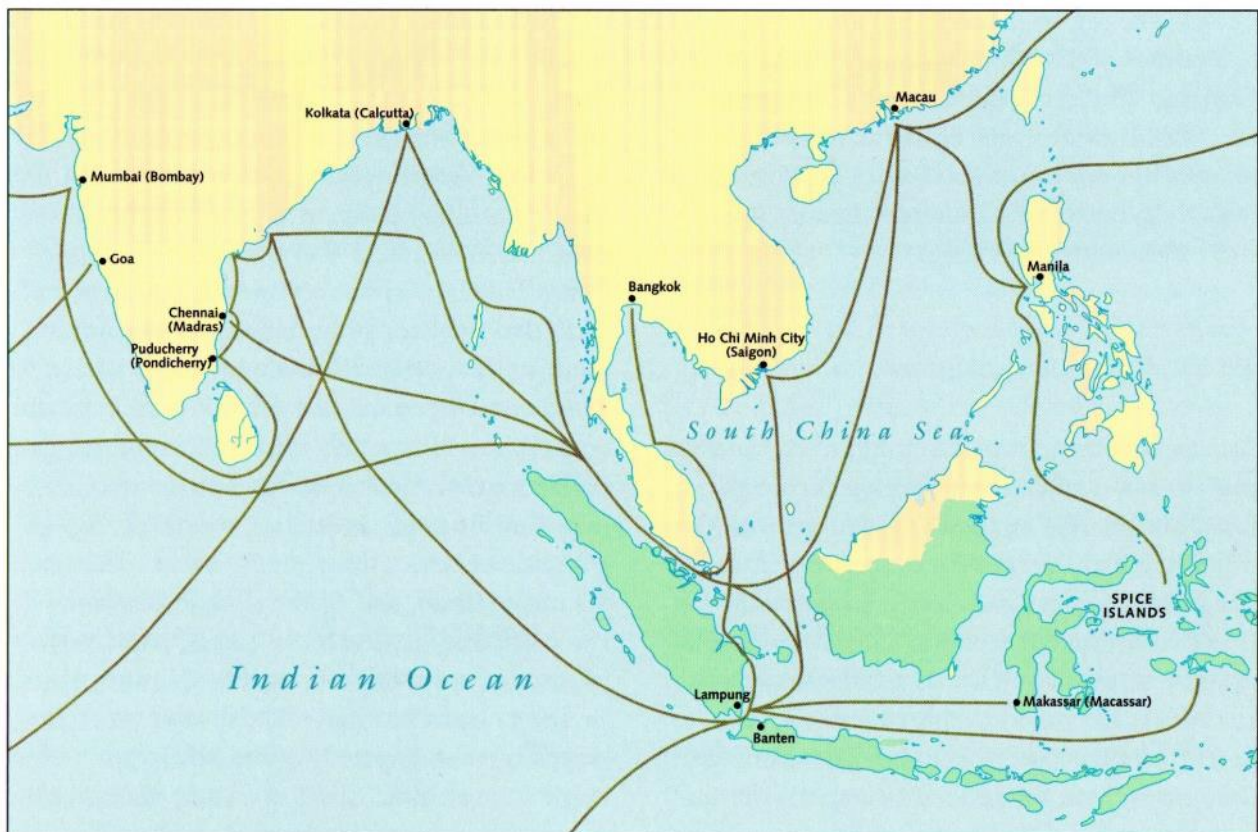 Macau
Kolkata (Calcutta)
Mumbai (Bombay)
Goa
Manila
Bangkok
Chennai
(Madras)
Ho Chi Minh City
(Saigon)
Puducherry
(Pondicherry)
South China Sea
SPICE
ISLANDS
Indian Ocean
Lampung
Makassar (Macassar)
Banten